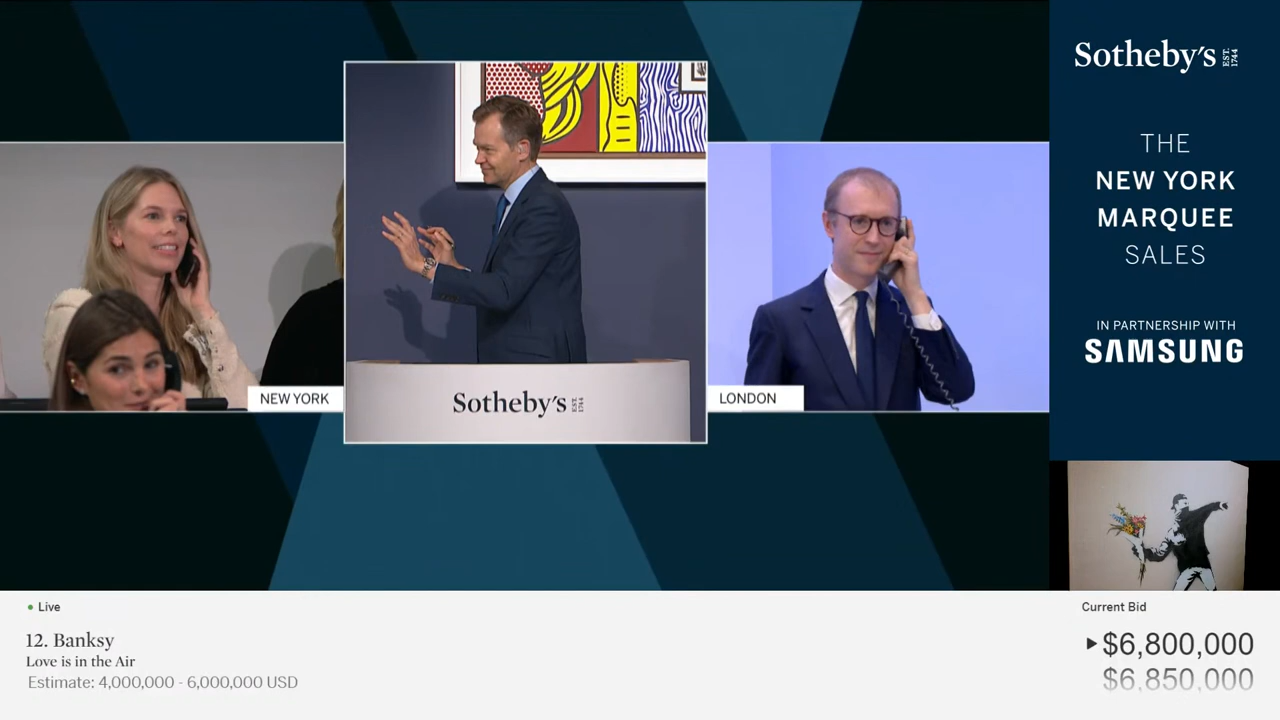 Sotheby's EST. 1744
THE
NEW YORK
MARQUEE
SALES
IN PARTNERSHIP WITH
SAMSUNG
Sotheby's EST. 1744
NEW YORK
LONDON
Live
12. Banksy
Love is in the Air
Estimate: 4,000,000 - 6,000,000 USD
Current Bid
$6,800,000
$6,850,000